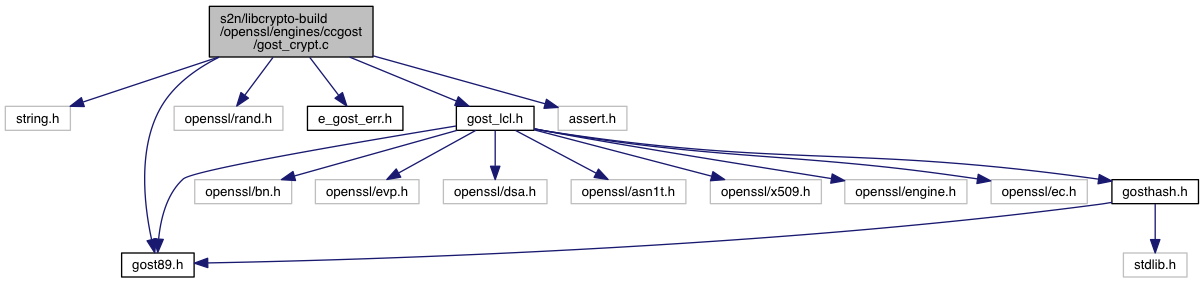 s2n/libcrypto-build
/openssl/engines/ccgost
/gost_crypt.c
string.h
openssl/rand.h
e_gost_err.h
gost_lcl.h
assert.h
openssl/bn.h
openssl/evp.h
openssl/dsa.h
openssl/asn1t.h
openssl/x509.h
openssl/engine.h
openssl/ec.h
gosthash.h
gost89.h
stdlib.h